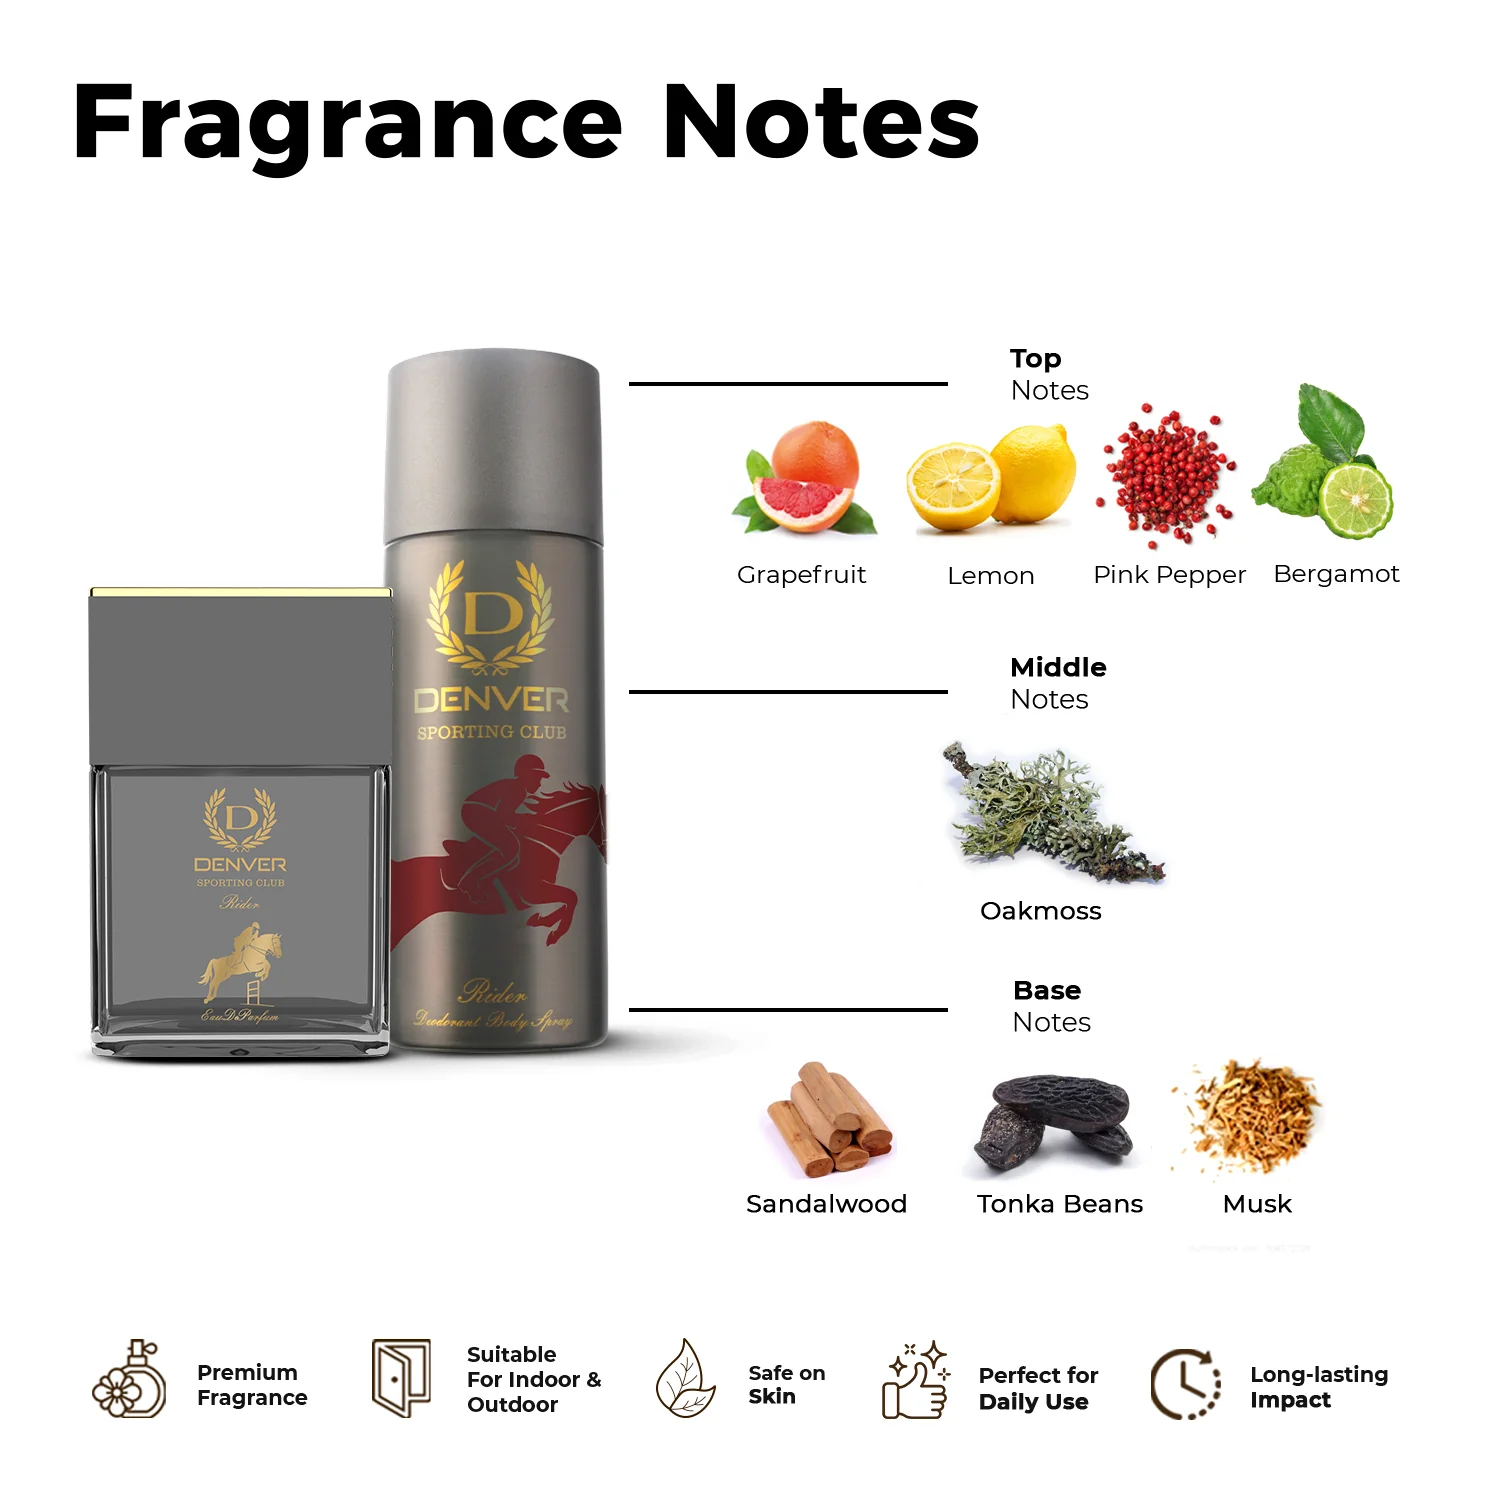 Fragrance Notes
Top
Notes
Grapefruit
Lemon
Pink Pepper
Bergamot
Middle
Notes
Oakmoss
Base
Notes
Sandalwood
Tonka Beans
Musk
D
DENVER
SPORTING CLUB
Rider
Eau D Parfum
D
DENVER
SPORTING CLUB
Rider
Deodorant Body Spray
Premium
Fragrance
Suitable
For Indoor &
Outdoor
Safe on
Skin
Perfect for
Daily Use
Long-lasting
Impact